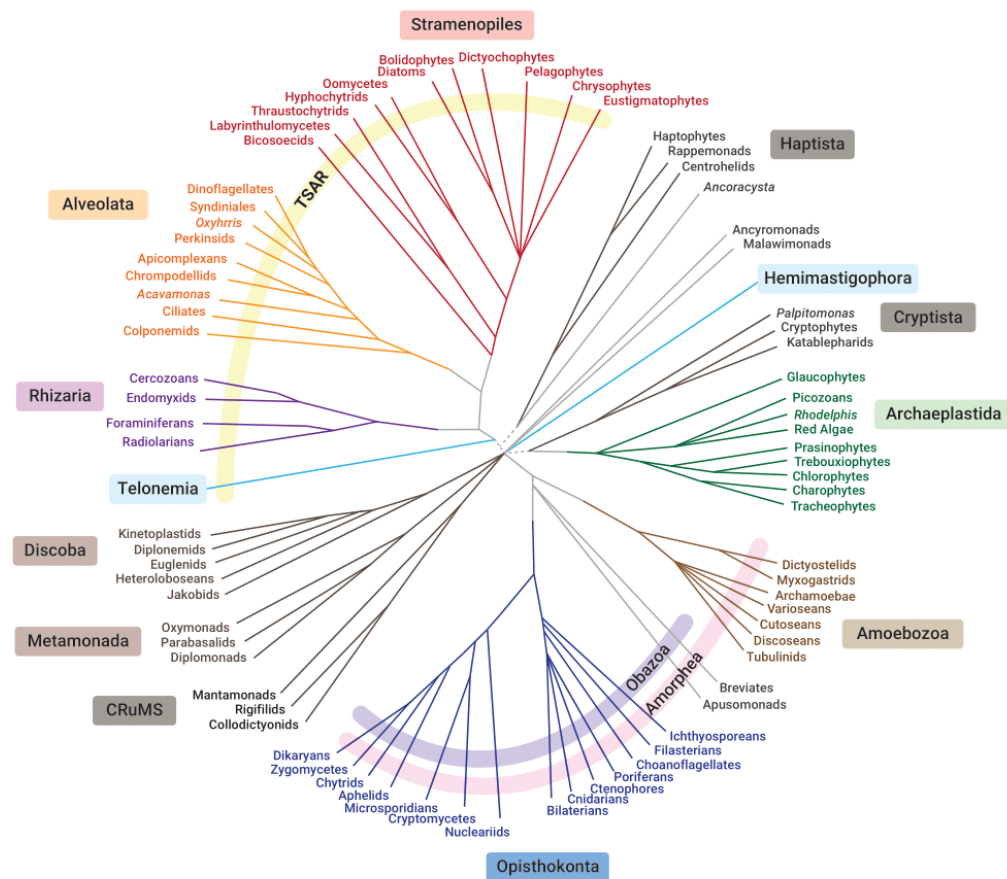 Stramenopiles
Bolidophytes
Dictyochophytes
Diatoms
Pelagophytes
Oomycetes
Chrysophytes
Hyphochytrids
Eustigmatophytes
Thraustochytrids
Labyrinthulomycetes
Bicosoecids
TSAR
Haptophytes
Rappemonads
Centrohelids
Haptista
Ancoracysta
Alveolata
Dinoflagellates
Syndiniales
Oxyhrris
Perkinsids
Apicomplexans
Chrompodellids
Acavamonas
Ciliates
Colponemids
Ancyromonads
Malawimonads
Hemimastigophora
Palpitomonas
Cryptophytes
Katablepharids
Cryptista
Rhizaria
Cercozoans
Endomyxids
Foraminiferans
Radiolarians
Glaucophytes
Picozoans
Rhodelphis
Red Algae
Prasinophytes
Trebouxiophytes
Chlorophytes
Charophytes
Tracheophytes
Archaeplastida
Telonemia
Discoba
Kinetoplastids
Diplonemids
Euglenids
Heteroloboseans
Jakobids
Metamonada
Oxymonads
Parabasalids
Diplomonads
CRuMS
Mantamonads
Rigifilids
Collodictyonids
Dictyostelids
Myxogastrids
Archamoebae
Varioseans
Cutoseans
Discoseans
Tubulinids
Amoebozoa
Obazoa
Amorphea
Breviates
Apusomonads
Ichthyosporeans
Filasterians
Choanoflagellates
Poriferans
Ctenophores
Cnidarians
Bilaterians
Dikaryans
Zygomycetes
Chytrids
Aphelids
Microsporidians
Cryptomycetes
Nucleariids
Opisthokonta